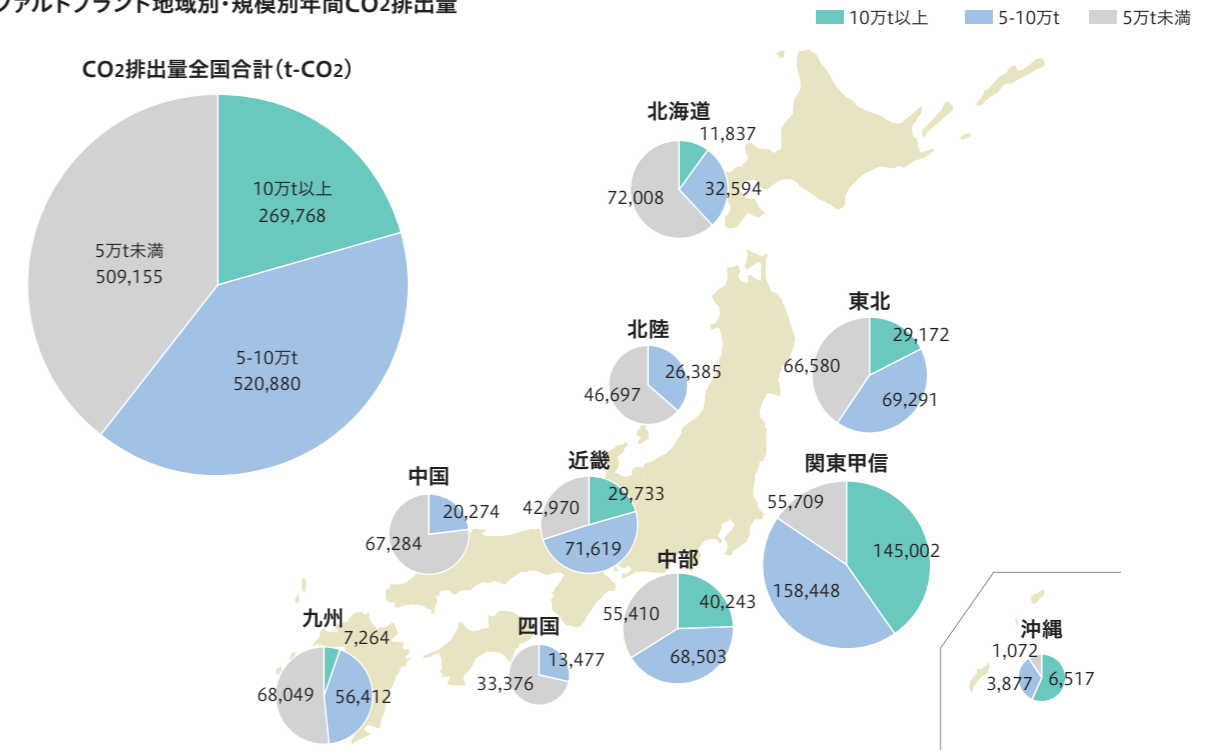 ファルトプラント地域別・規模別年間CO2排出量
10万t以上
5-10万t
5万t未満
CO2排出量全国合計(t-CO2)
10万t以上
269,768
5万t未満
509,155
5-10万t
520,880
北海道
11,837
32,594
72,008
東北
29,172
66,580
69,291
北陸
26,385
46,697
関東甲信
55,709
145,002
158,448
近畿
29,733
42,970
71,619
中国
20,274
67,284
中部
40,243
55,410
68,503
四国
13,477
33,376
九州
7,264
68,049
56,412
沖縄
1,072
3,877
6,517